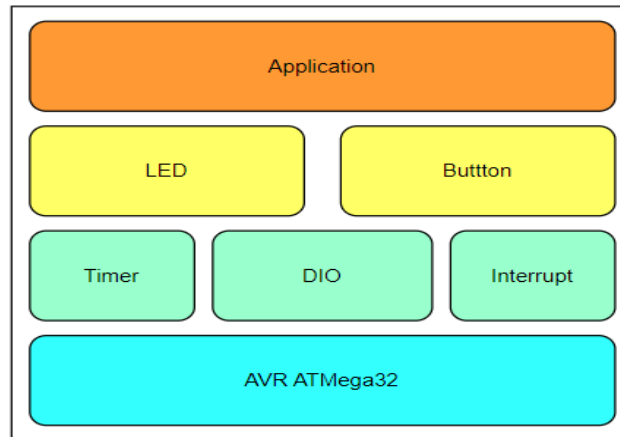 Application
LED
Buttton
Timer
DIO
Interrupt
AVR ATMega32